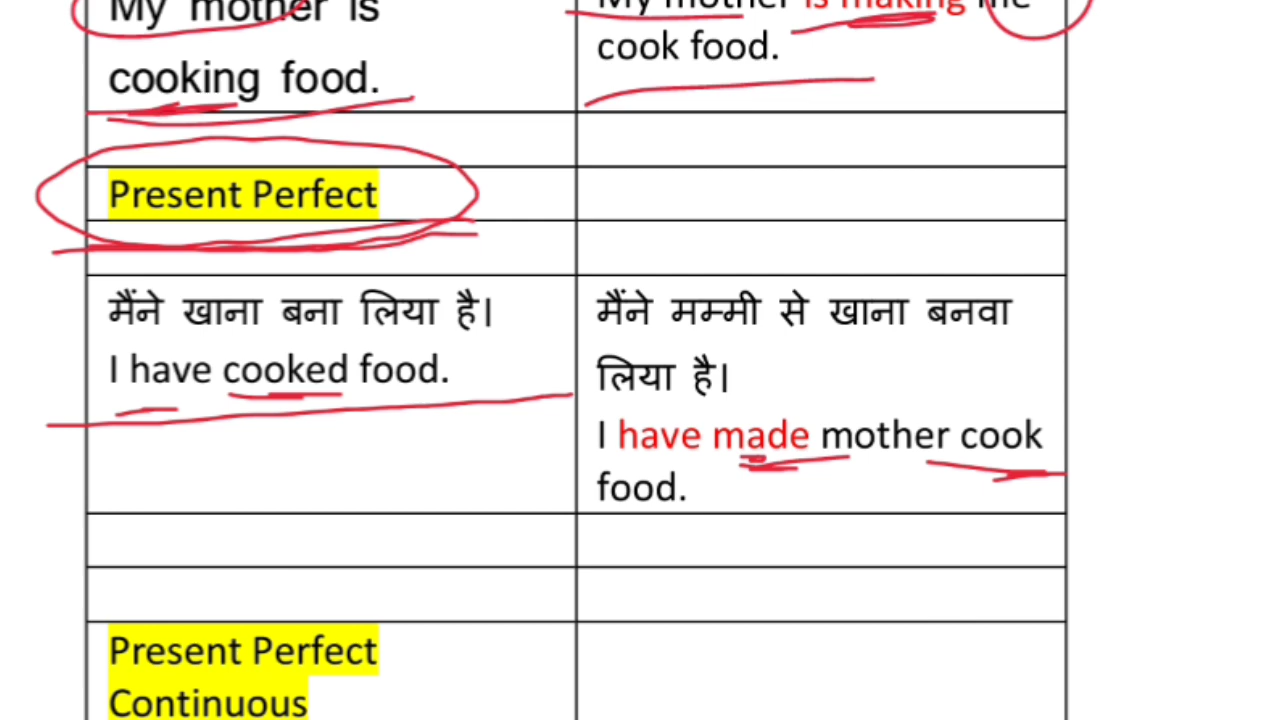 My mother is
cooking food.
My mother is making me
cook food.
Present Perfect
मैंने खाना बना लिया है।
I have cooked food.
मैंने मम्मी से खाना बनवा
लिया है।
I have made mother cook
food.
Present Perfect
Continuous